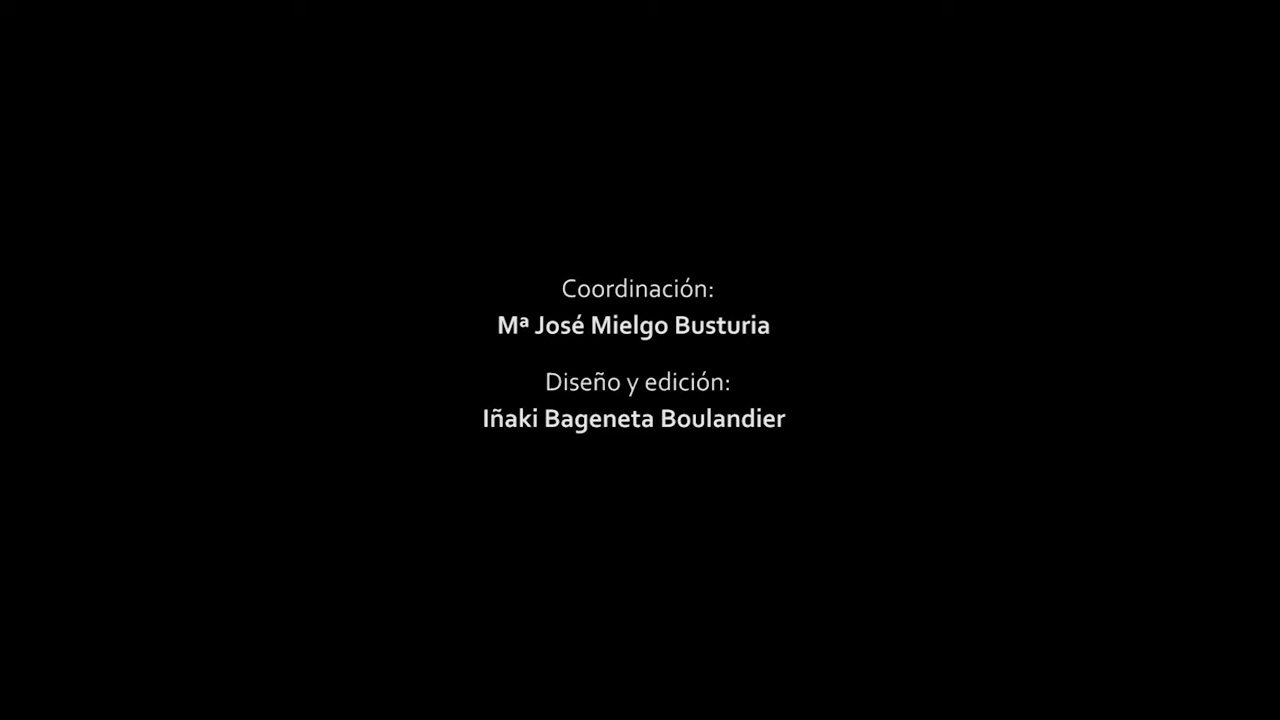 Coordinación:
Mª José Mielgo Busturia
Diseño y edición:
Iñaki Bageneta Boulandier